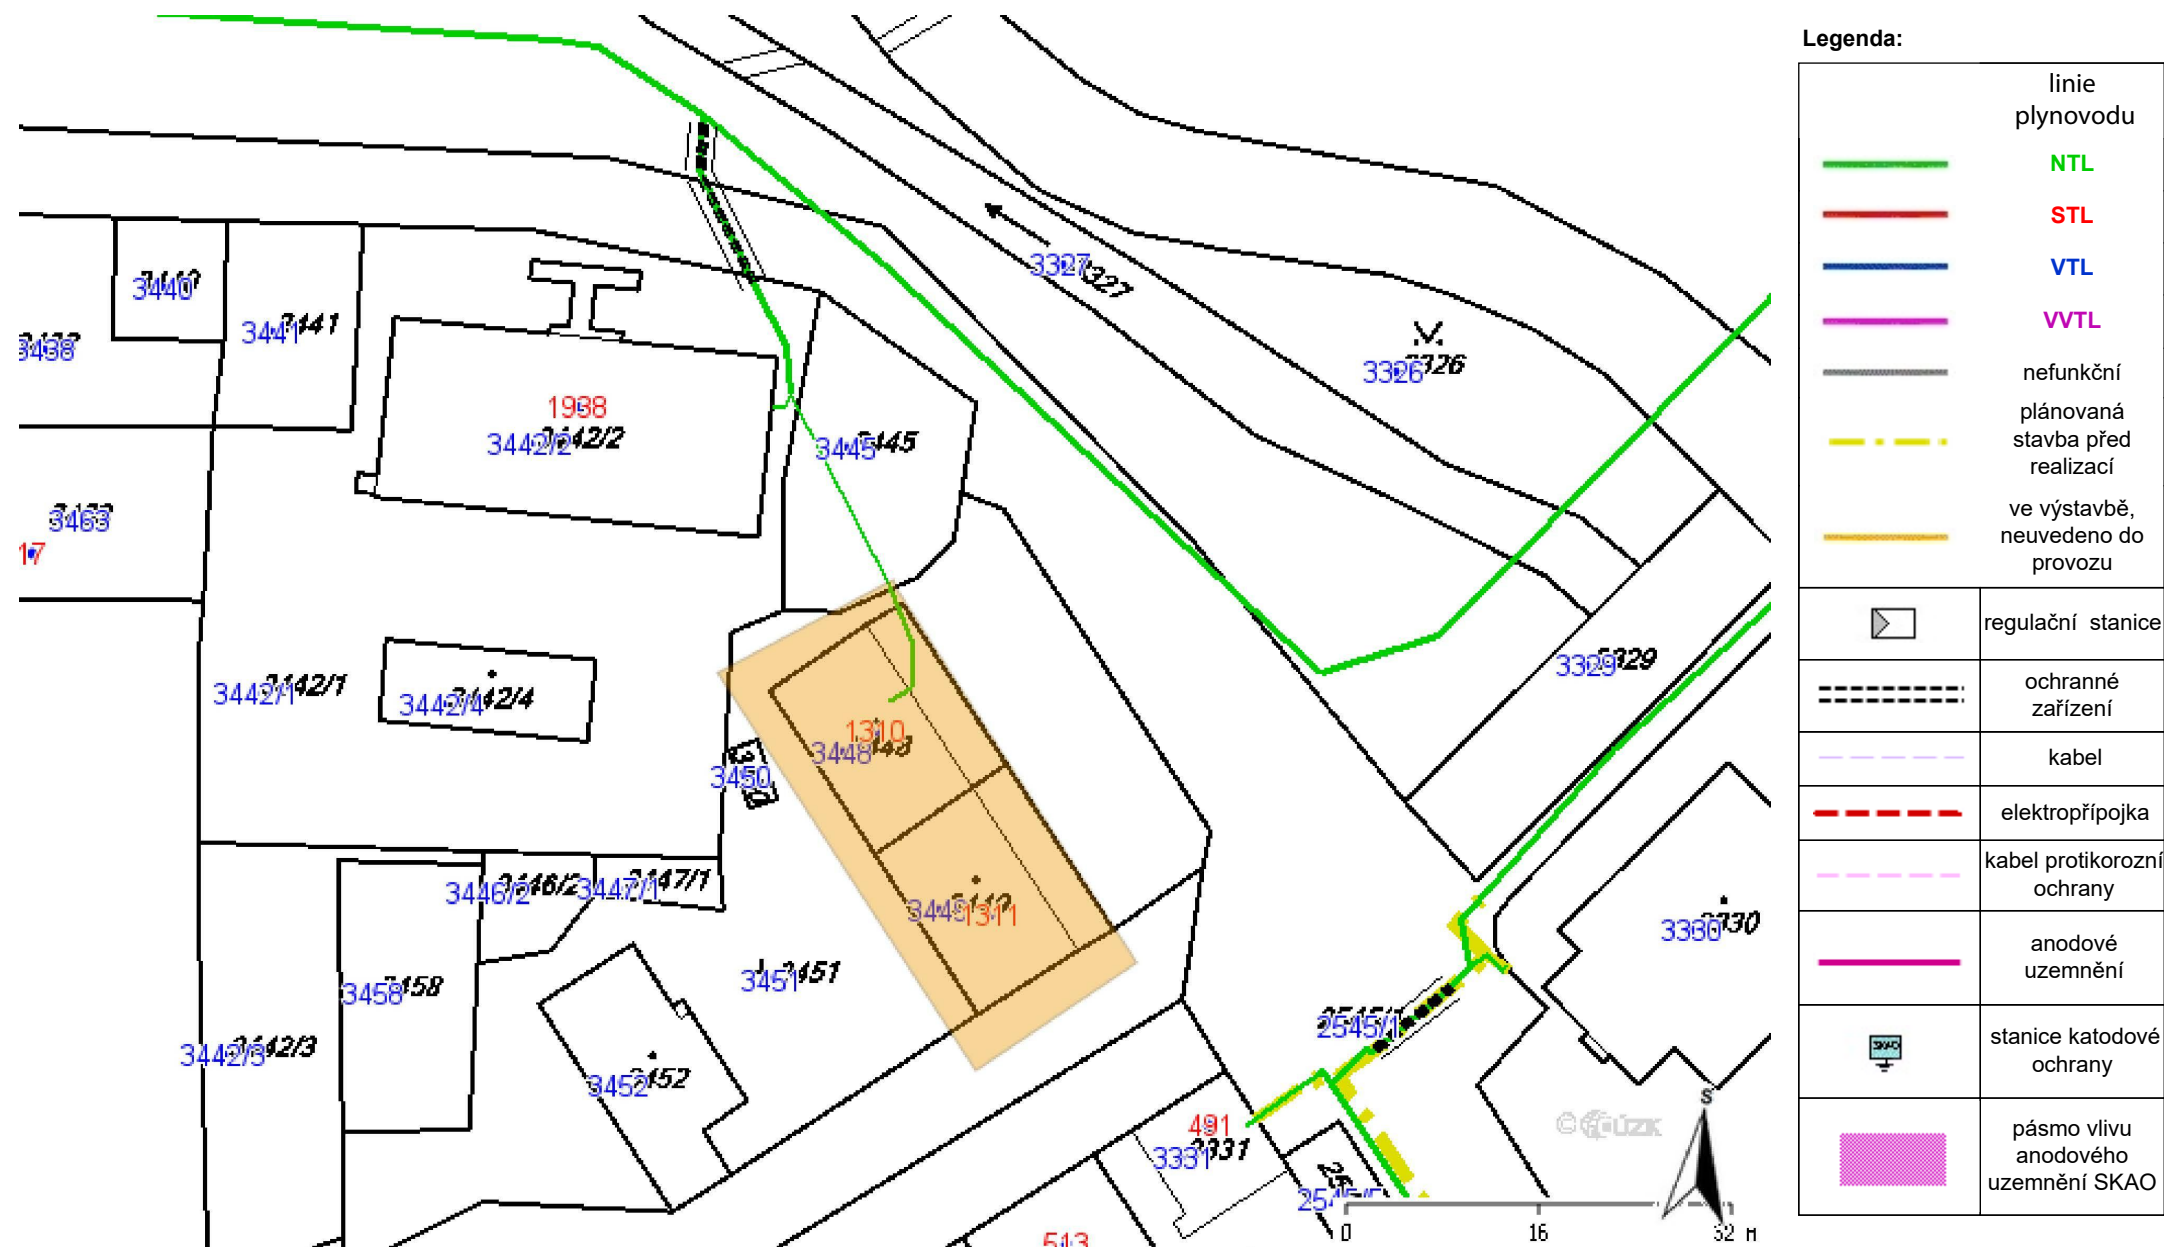 Legenda:
linie
plynovodu
NTL
STL
VTL
VVTL
nefunkční
plánovaná
stavba před
realizací
ve výstavbě,
neuvedeno do
provozu
regulační stanice
ochranné
zařízení
kabel
elektropřípojka
kabel protikorozní
ochrany
anodové
uzemnění
SKAO
stanice katodové
ochrany
pásmo vlivu
anodového
uzemnění SKAO
3440
3441
3438
1938
3442/2
3445
3463
17
3442/1
3442/4
3327
3326
3329
3330
1310
3448
3450
3449
1311
3446/2
3447/1
3451
3458
3442/3
3452
2545/1
491
3331
513
S
0
16
32 M